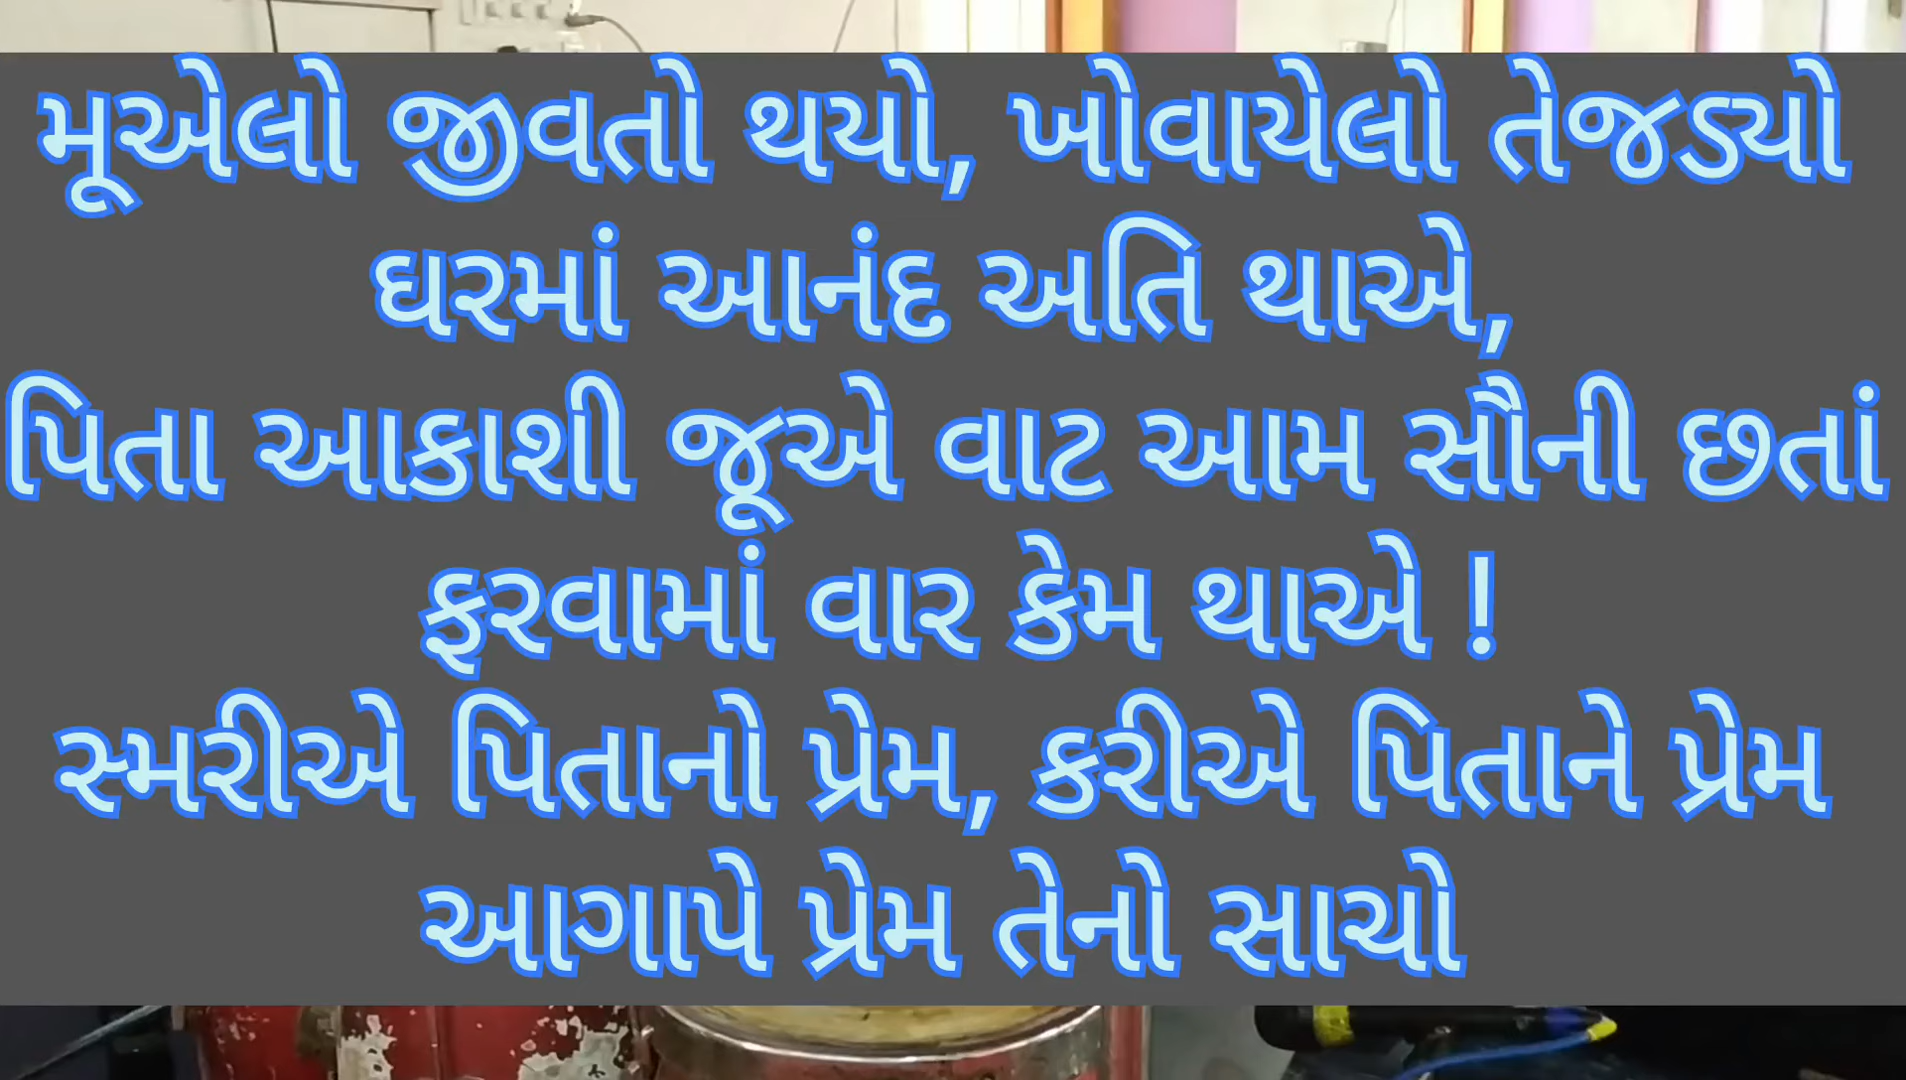 મૂએલો જીવતો થયો, ખોવાયેલો તેજડ્યો
ઘરમાં આનંદ અતિ થાએ,
પિતા આકાશી જૂએ વાટ આમ સૌની છતાં
ફરવામાં વાર કેમ થાએ !
સ્મરીએ પિતાનો પ્રેમ, કરીએ પિતાને પ્રેમ
આગાપે પ્રેમ તેનો સાચો